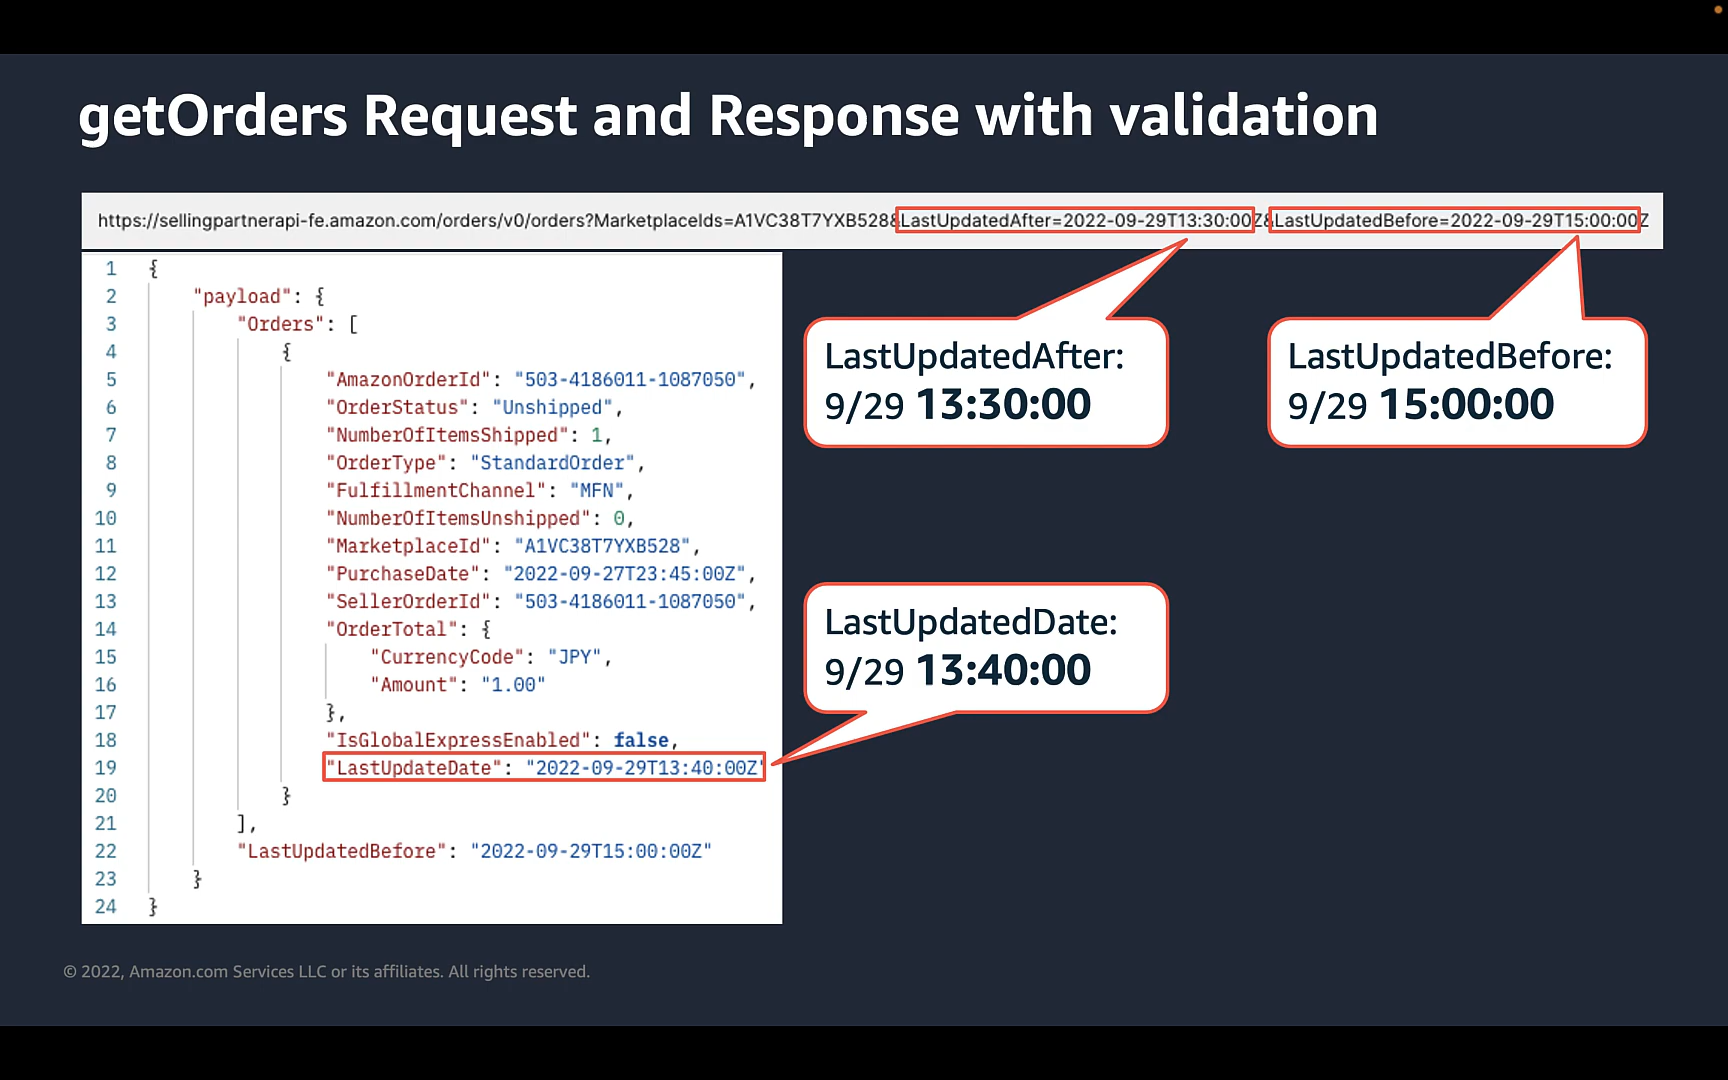 getOrders Request and Response with validation
https://sellingpartnerapi-fe.amazon.com/orders/v0/orders?MarketplaceIds=A1VC38T7YXB528&LastUpdatedAfter=2022-09-29T13:30:00Z&LastUpdatedBefore=2022-09-29T15:00:00Z
1 {
2 "payload": {
3 "Orders": [
4 {
5 "AmazonOrderId": "503-4186011-1087050",
6 "OrderStatus": "Unshipped",
7 "NumberOfItemsShipped": 1,
8 "OrderType": "StandardOrder",
9 "FulfillmentChannel": "MFN",
10 "NumberOfItemsUnshipped": 0,
11 "MarketplaceId": "A1VC38T7YXB528",
12 "PurchaseDate": "2022-09-27T23:45:00Z",
13 "SellerOrderId": "503-4186011-1087050",
14 "OrderTotal": {
15 "CurrencyCode": "JPY",
16 "Amount": "1.00"
17 },
18 "IsGlobalExpressEnabled": false,
19 "LastUpdateDate": "2022-09-29T13:40:00Z"
20 }
21 ],
22 "LastUpdatedBefore": "2022-09-29T15:00:00Z"
23 }
24 }
LastUpdatedAfter:
9/29 13:30:00
LastUpdatedBefore:
9/29 15:00:00
LastUpdatedDate:
9/29 13:40:00
© 2022, Amazon.com Services LLC or its affiliates. All rights reserved.